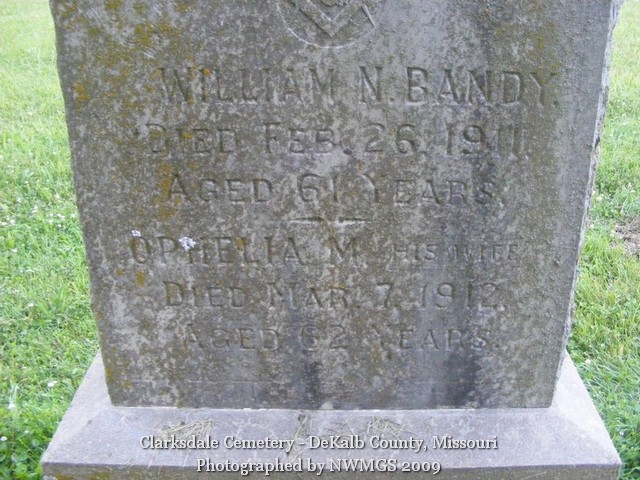 WILLIAM N. BANDY.
DIED FEB. 26, 1911.
AGED 61 YEARS.
OPHELIA M. HIS WIFE
DIED MAR. 7, 1912.
AGED 62 YEARS.
Clarksdale Cemetery - DeKalb County, Missouri
Photographed by NWMGS 2009